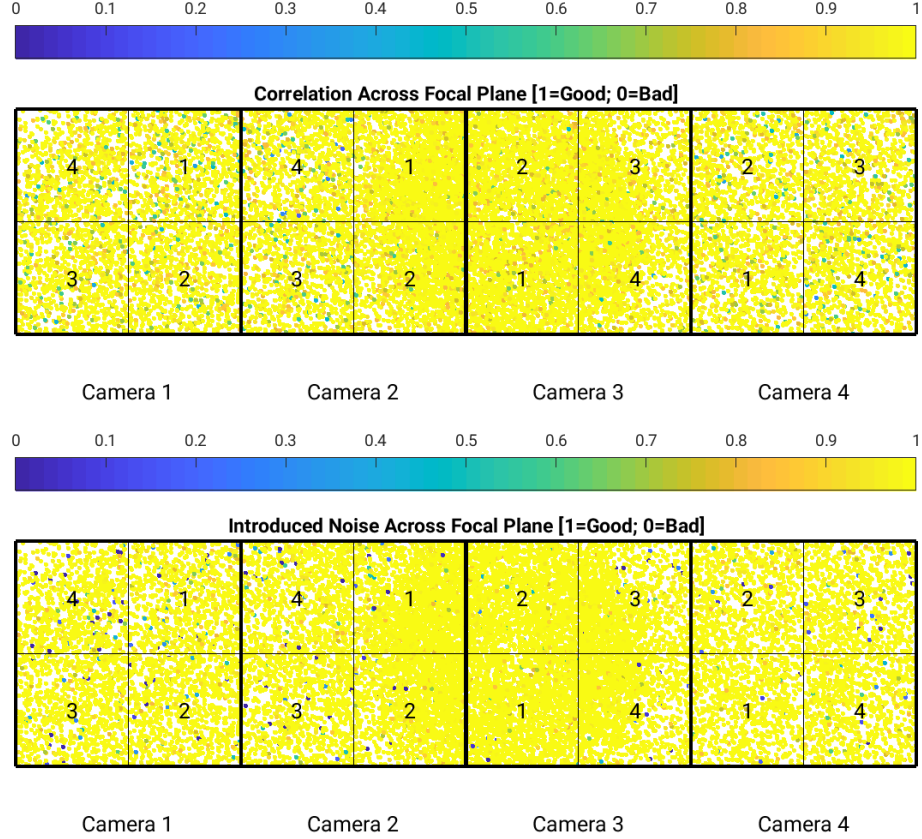 0 0.1 0.2 0.3 0.4 0.5 0.6 0.7 0.8 0.9 1
Correlation Across Focal Plane [1=Good; 0=Bad]
4 1 4 1 2 3 2 3
3 2 3 2 1 4 1 4
Camera 1 Camera 2 Camera 3 Camera 4
0 0.1 0.2 0.3 0.4 0.5 0.6 0.7 0.8 0.9 1
Introduced Noise Across Focal Plane [1=Good; 0=Bad]
4 1 4 1 2 3 2 3
3 2 3 2 1 4 1 4
Camera 1 Camera 2 Camera 3 Camera 4